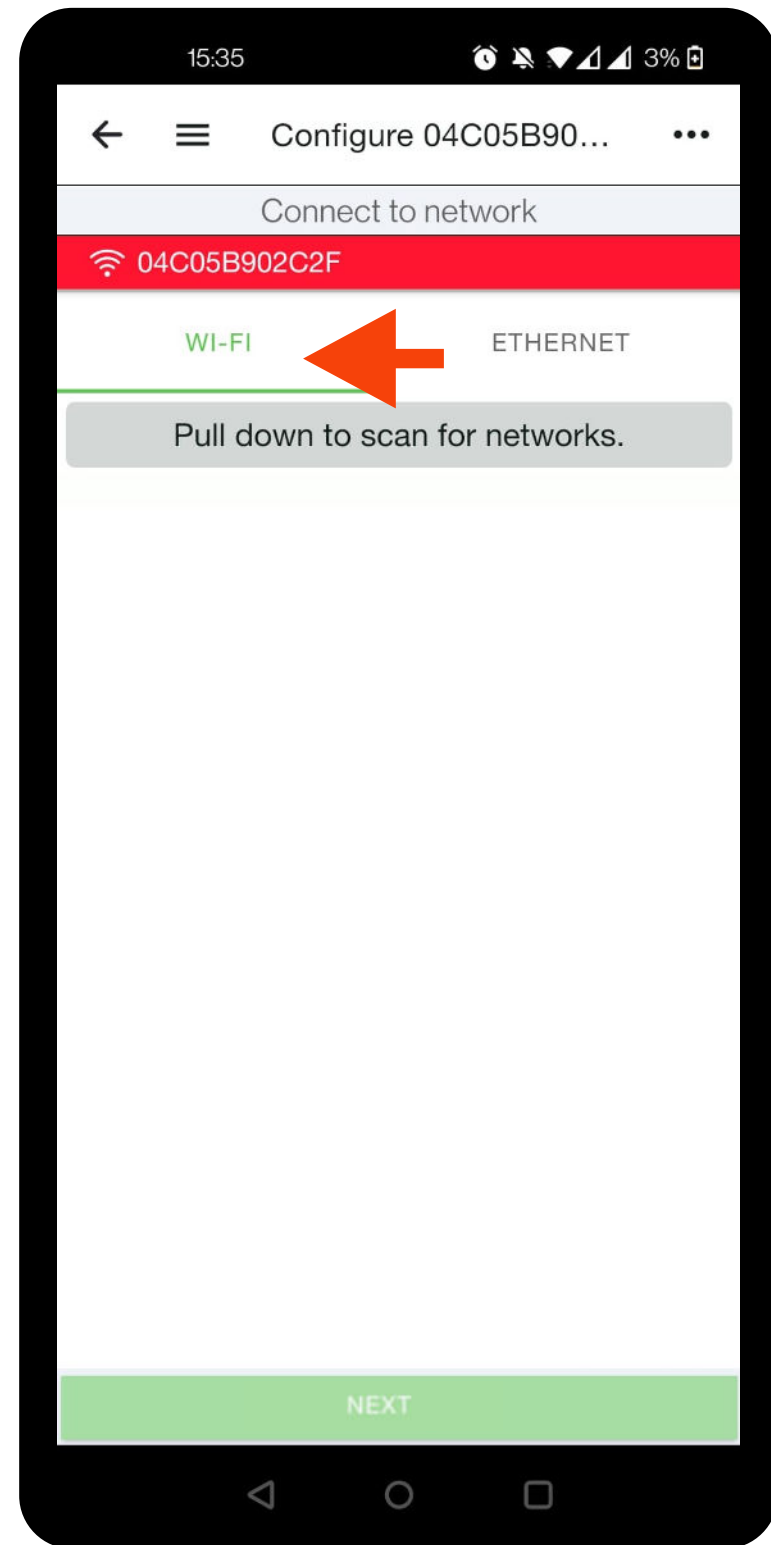 15:35 3%
Configure 04C05B90...
Connect to network
04C05B902C2F
WI-FI ETHERNET
Pull down to scan for networks.
NEXT